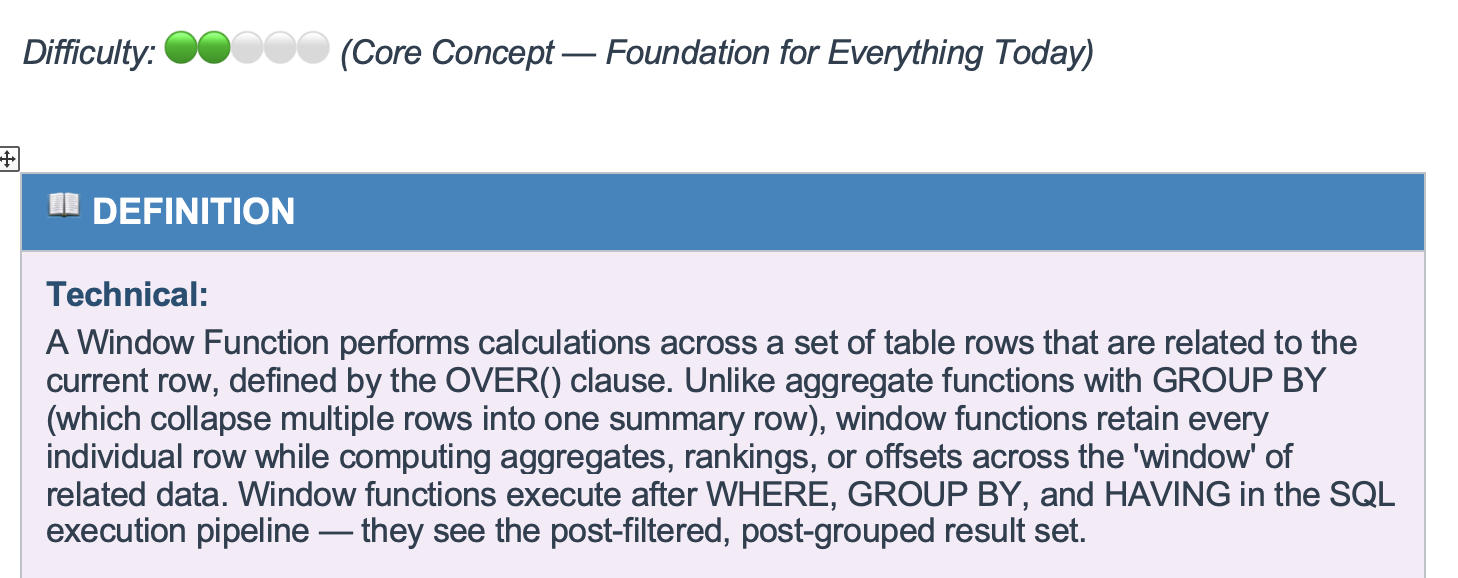 Difficulty: 🟢🟢⚪⚪⚪ (Core Concept — Foundation for Everything Today)
📖 DEFINITION
Technical:
A Window Function performs calculations across a set of table rows that are related to the
current row, defined by the OVER() clause. Unlike aggregate functions with GROUP BY
(which collapse multiple rows into one summary row), window functions retain every
individual row while computing aggregates, rankings, or offsets across the 'window' of
related data. Window functions execute after WHERE, GROUP BY, and HAVING in the SQL
execution pipeline — they see the post-filtered, post-grouped result set.